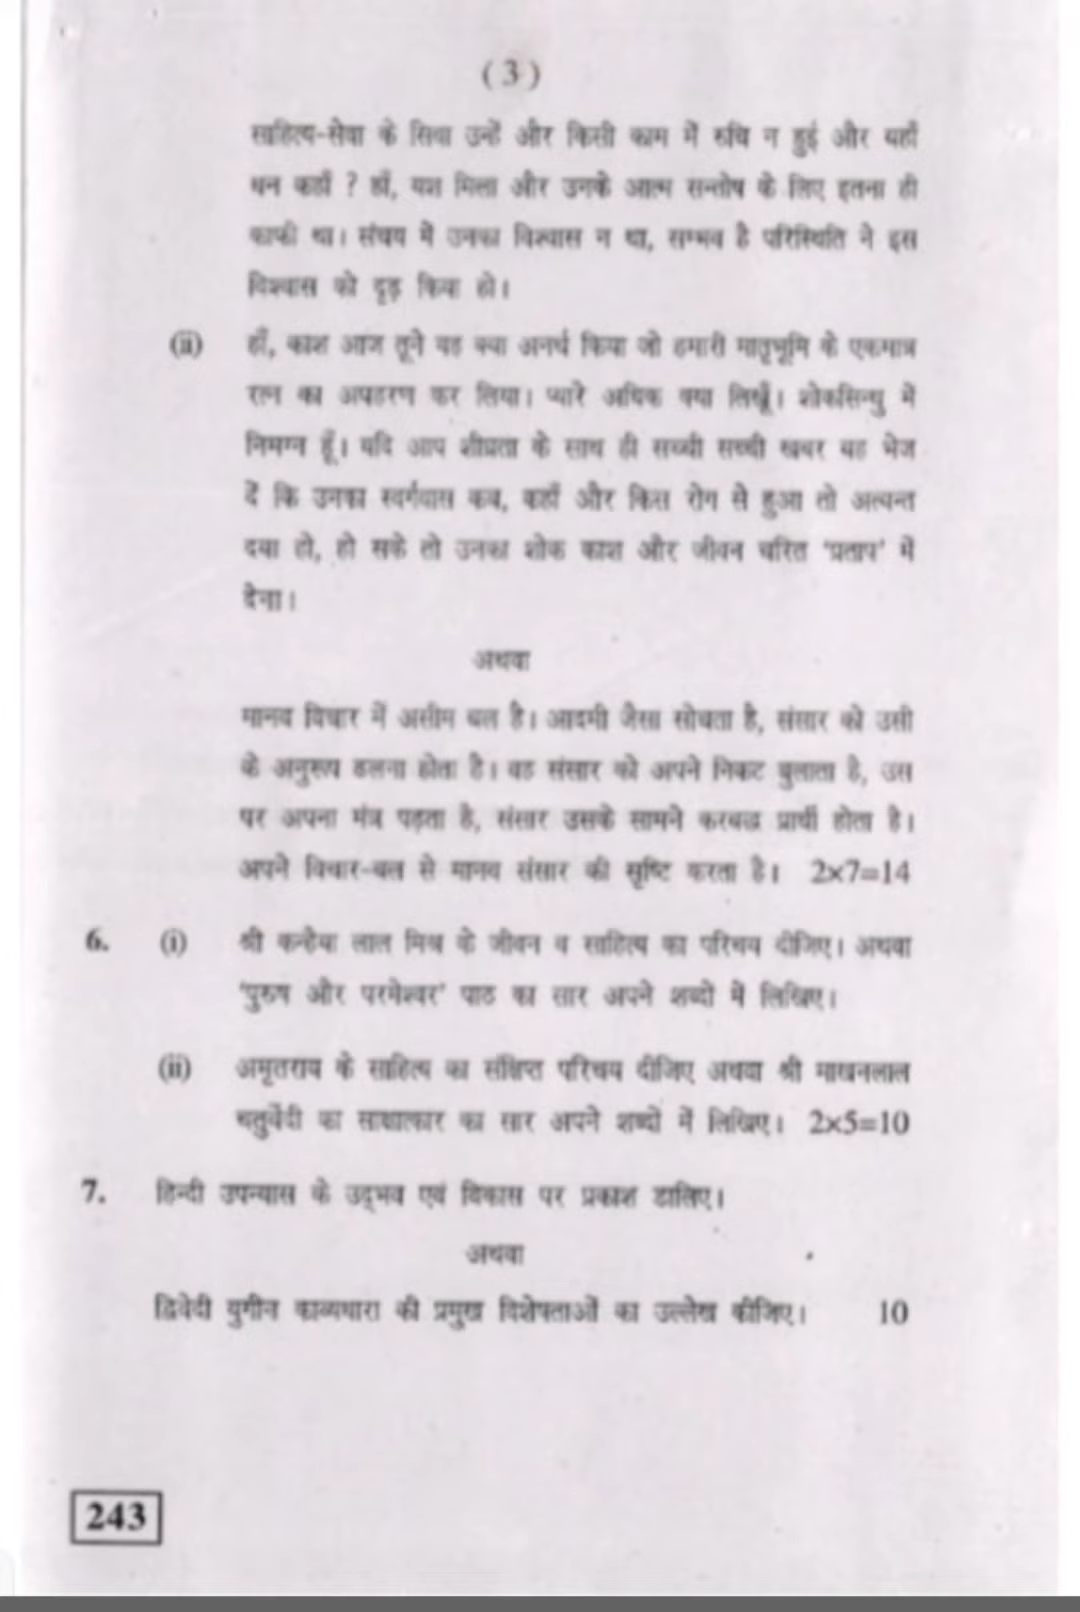 ( 3 )
साहित्य-सेवा के सिवा उन्हें और किसी काम में रुचि न हुई और यहाँ
धन कहाँ ? हाँ, यश मिला और उनके आत्म सन्तोष के लिए इतना ही
काफी था। संचय में उनका विश्वास न था, सम्भव है परिस्थिति ने इस
विश्वास को दृढ़ किया हो।
(ii) हाँ, काश आज तूने यह क्या अनर्थ किया जो हमारी मातृभूमि के एकमात्र
रत्न का अपहरण कर लिया। प्यारे अधिक क्या लिखूँ। शोकसिन्धु में
निमग्न हूँ। यदि आप शीघ्रता के साथ ही सच्ची सच्ची खबर यह भेज
दें कि उनका स्वर्गवास कब, कहाँ और किस रोग से हुआ तो अत्यन्त
दया हो, हो सके तो उनका शोक काश और जीवन चरित 'प्रताप' में
देना।
अथवा
मानव विचार में असीम बल है। आदमी जैसा सोचता है, संसार को उसी
के अनुरूप ढलना होता है। वह संसार को अपने निकट बुलाता है, उस
पर अपना मंत्र पढ़ता है, संसार उसके सामने करबद्ध प्रार्थी होता है।
अपने विचार-बल से मानव संसार की सृष्टि करता है। 2×7=14
6. (i) श्री कन्हैया लाल मिश्र के जीवन व साहित्य का परिचय दीजिए। अथवा
'पुरुष और परमेश्वर' पाठ का सार अपने शब्दों में लिखिए।
(ii) अमृतराय के साहित्य का संक्षिप्त परिचय दीजिए अथवा श्री माखनलाल
चतुर्वेदी का साक्षात्कार का सार अपने शब्दों में लिखिए। 2×5=10
7. हिन्दी उपन्यास के उद्भव एवं विकास पर प्रकाश डालिए।
अथवा
द्विवेदी युगीन काव्यधारा की प्रमुख विशेषताओं का उल्लेख कीजिए। 10
243